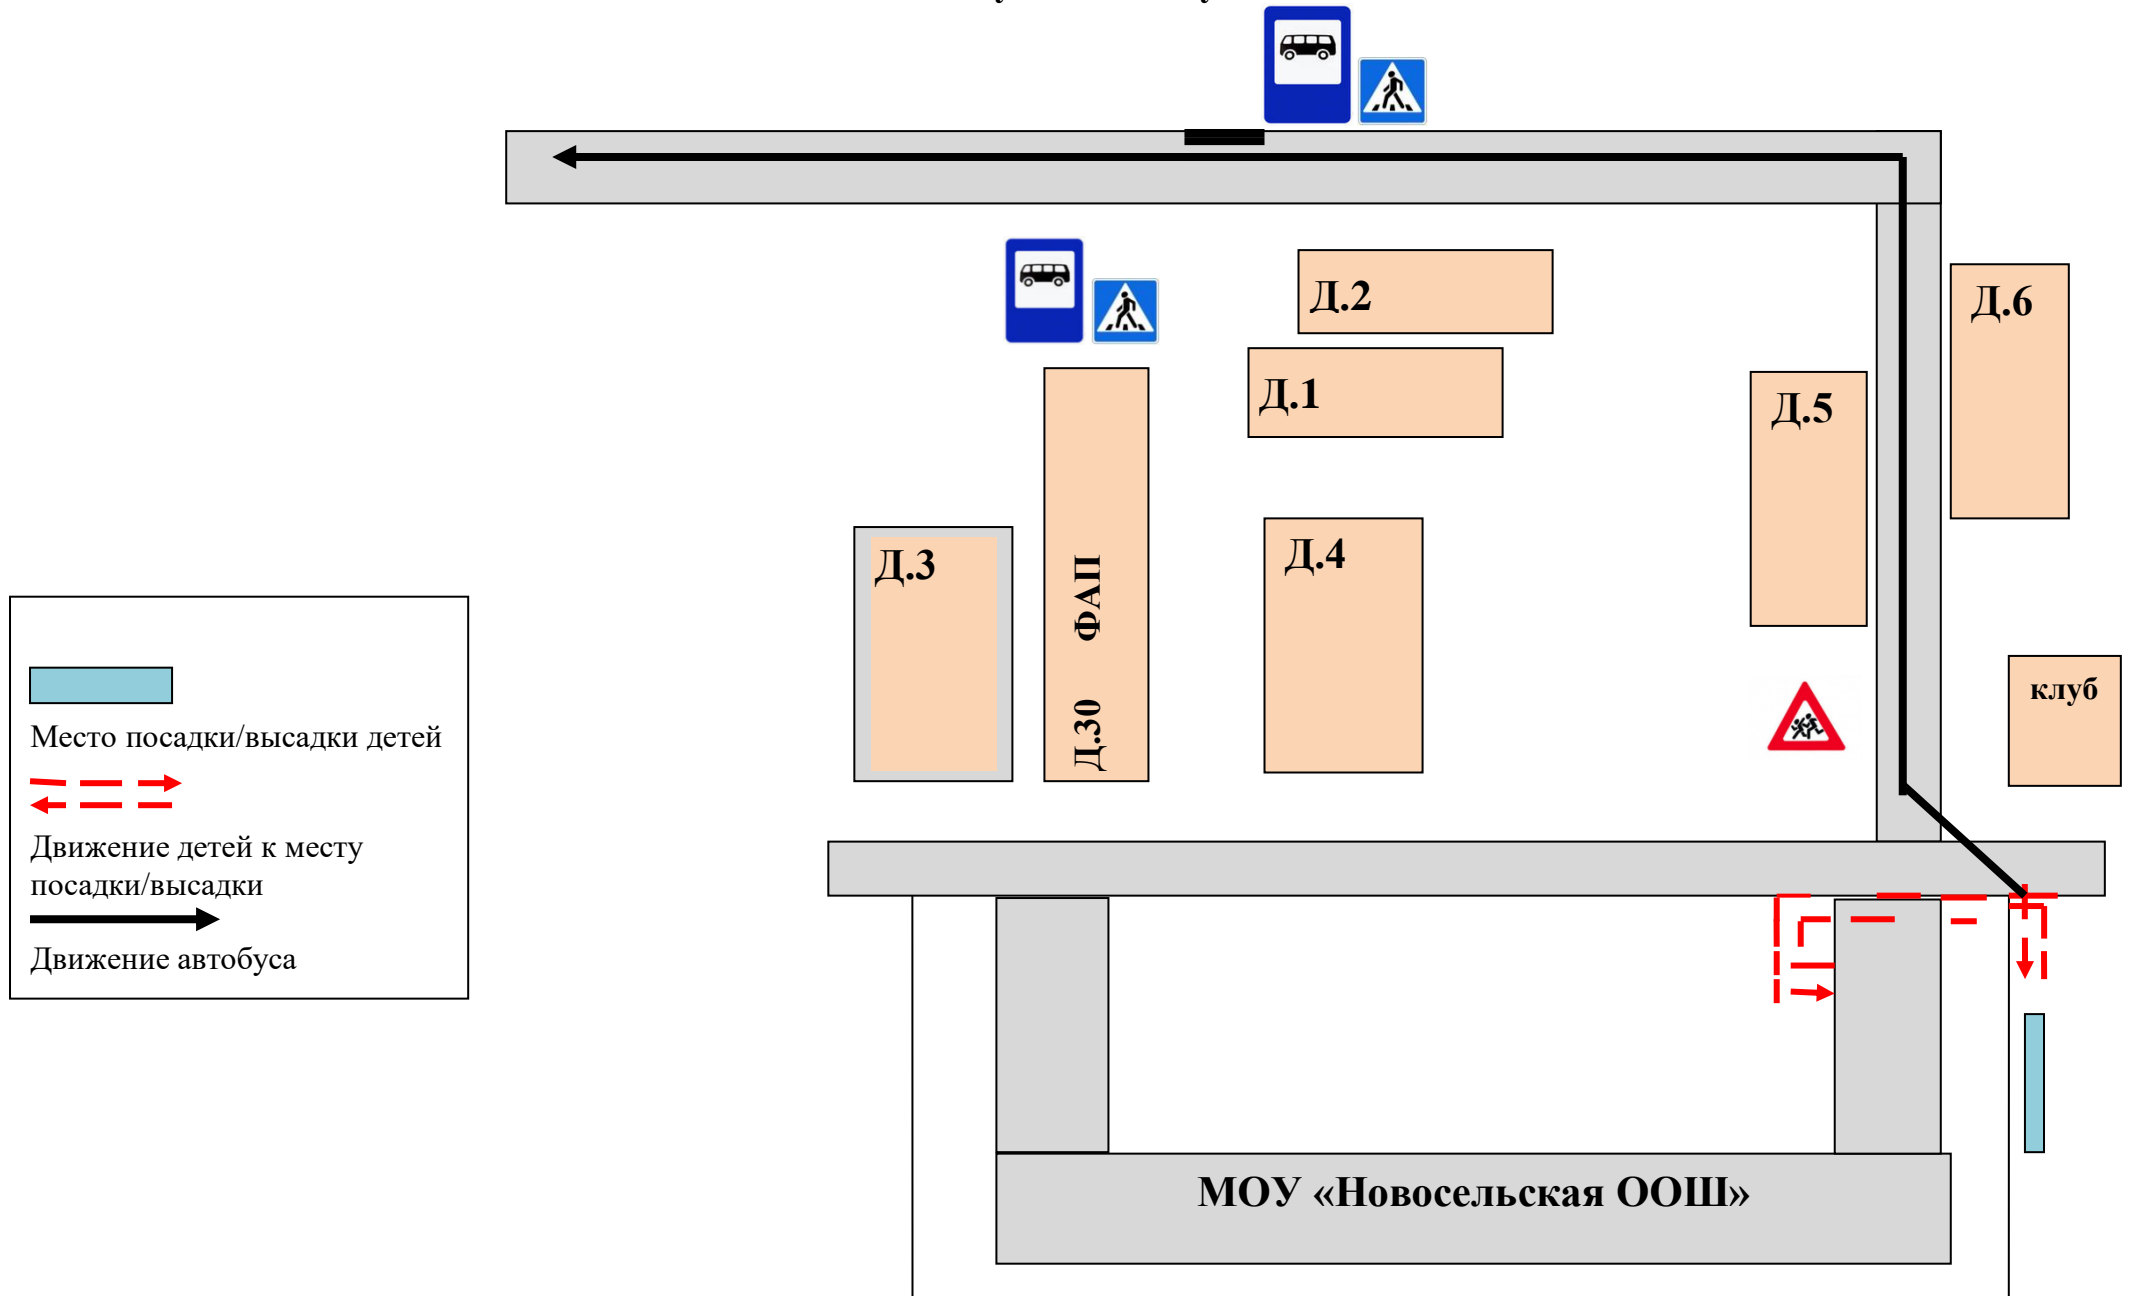 Д.2
Д.6
Д.1
Д.5
Д.3
Д.4
Д.30 ФАП
клуб
Место посадки/высадки детей
Движение детей к месту
посадки/высадки
Движение автобуса
МОУ «Новосельская ООШ»